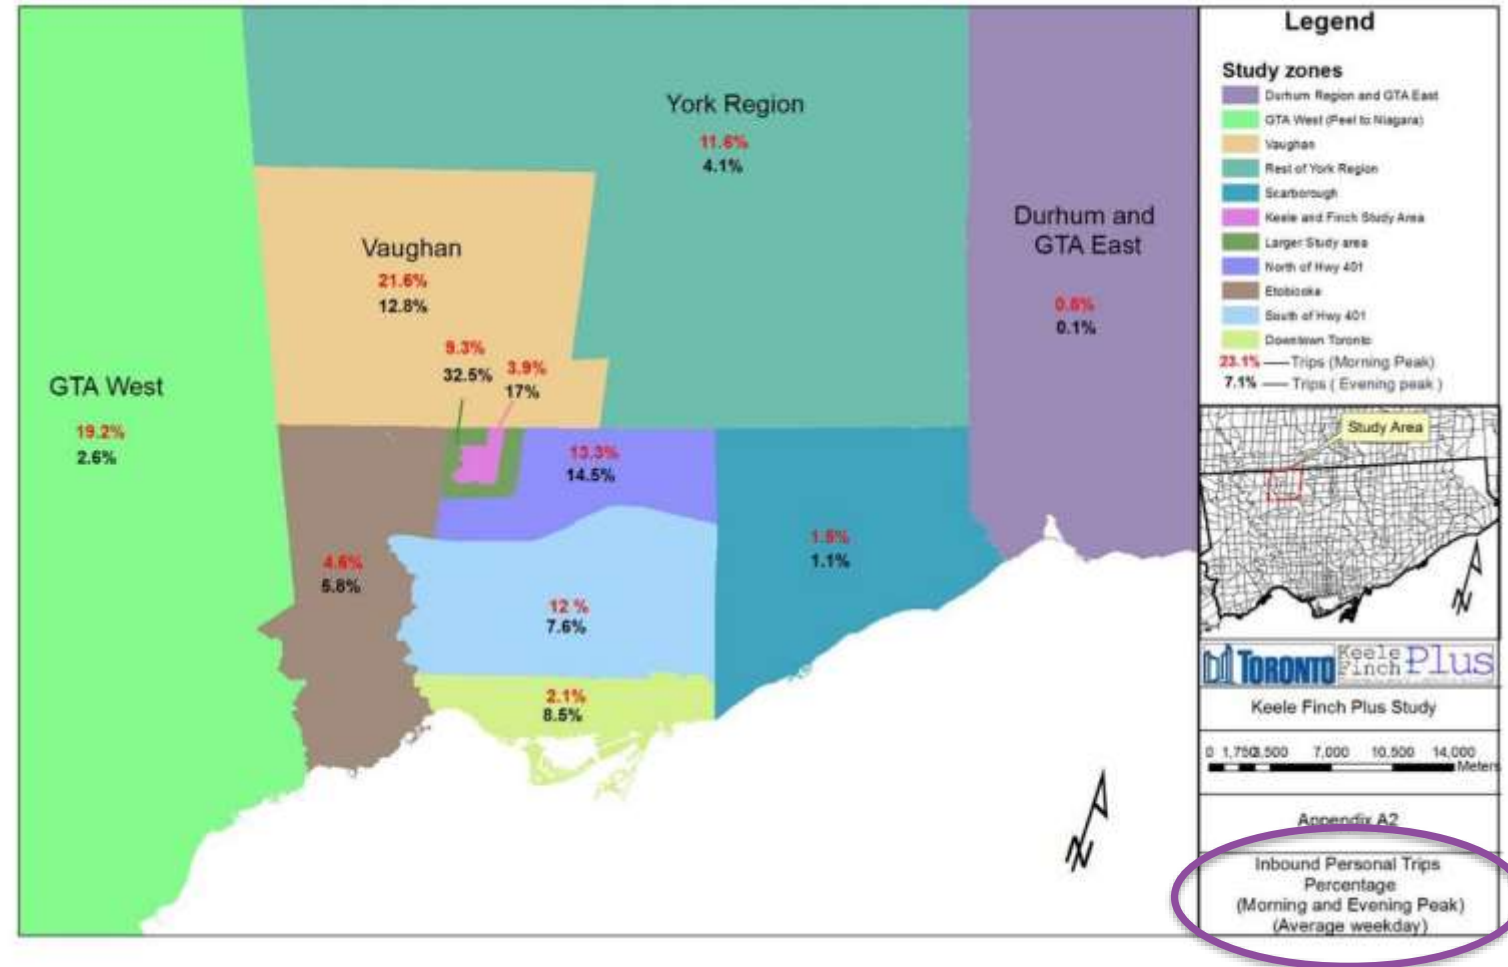 York Region
11.6%
4.1%
Durhum and
GTA East
0.8%
0.1%
Vaughan
21.6%
12.8%
9.3%
32.5%
3.9%
17%
GTA West
19.2%
2.6%
13.3%
14.5%
4.6%
5.8%
1.5%
1.1%
12 %
7.6%
2.1%
8.5%
N
Legend
Study zones
Durhum Region and GTA East
GTA West (Peel to Niagara)
Vaughan
Rest of York Region
Scarborough
Keele and Finch Study Area
Larger Study area
North of Hwy 401
Etobicoke
South of Hwy 401
Downtown Toronto
23.1% Trips (Morning Peak)
7.1% Trips ( Evening peak )
Study Area
N
TORONTO Keele Finch Plus
Keele Finch Plus Study
0 1,750 3,500 7,000 10,500 14,000
Meters
Appendix A2
Inbound Personal Trips
Percentage
(Morning and Evening Peak)
(Average weekday)